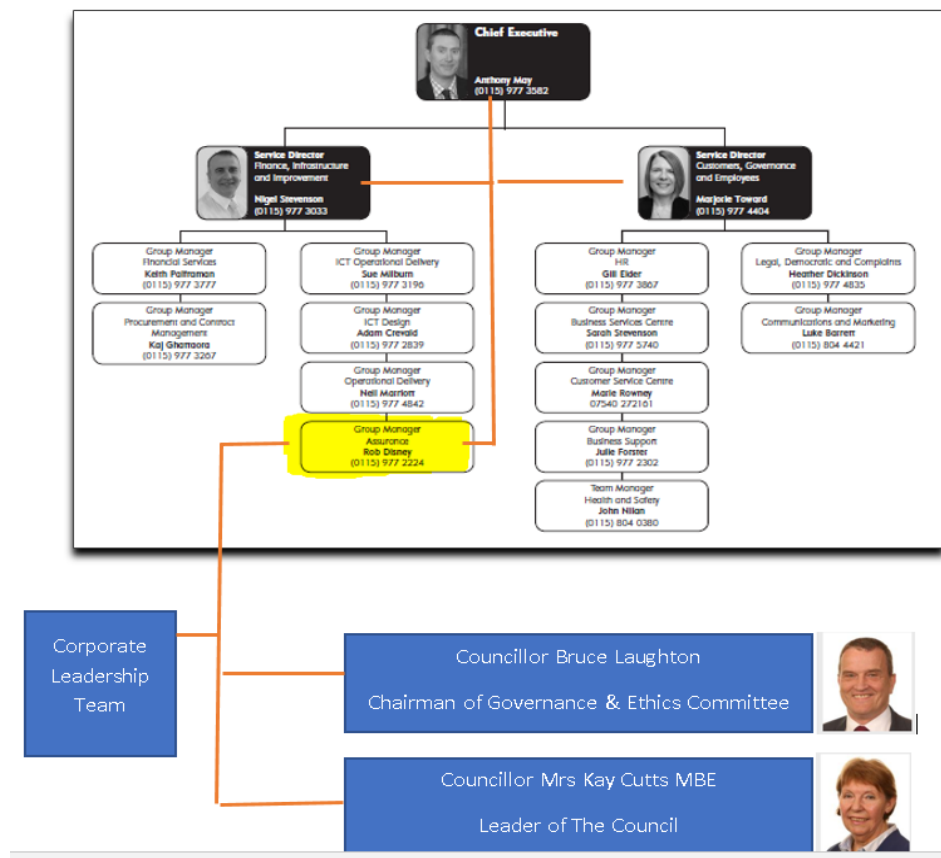 Chief Executive
Anthony May
(0115) 977 3582
Service Director
Finance, Infrastructure
and Improvement
Nigel Stevenson
(0115) 977 3033
Service Director
Customers, Governance
and Employees
Marjorie Toward
(0115) 977 4404
Group Manager
Financial Services
Keith Palframan
(0115) 977 3777
Group Manager
Procurement and Contract
Management
Kaj Ghattaora
(0115) 977 3267
Group Manager
ICT Operational Delivery
Sue Milburn
(0115) 977 3196
Group Manager
ICT Design
Adam Crevald
(0115) 977 2839
Group Manager
Operational Delivery
Neil Marriott
(0115) 977 4842
Group Manager
Assurance
Rob Disney
(0115) 977 2224
Group Manager
HR
Gill Elder
(0115) 977 3867
Group Manager
Business Services Centre
Sarah Stevenson
(0115) 977 5740
Group Manager
Customer Service Centre
Marie Rowney
07540 272161
Group Manager
Business Support
Julie Forster
(0115) 977 2302
Team Manager
Health and Safety
John Nilan
(0115) 804 0380
Group Manager
Legal, Democratic and Complaints
Heather Dickinson
(0115) 977 4835
Group Manager
Communications and Marketing
Luke Barrett
(0115) 804 4421
Corporate
Leadership
Team
Councillor Bruce Laughton
Chairman of Governance & Ethics Committee
Councillor Mrs Kay Cutts MBE
Leader of The Council